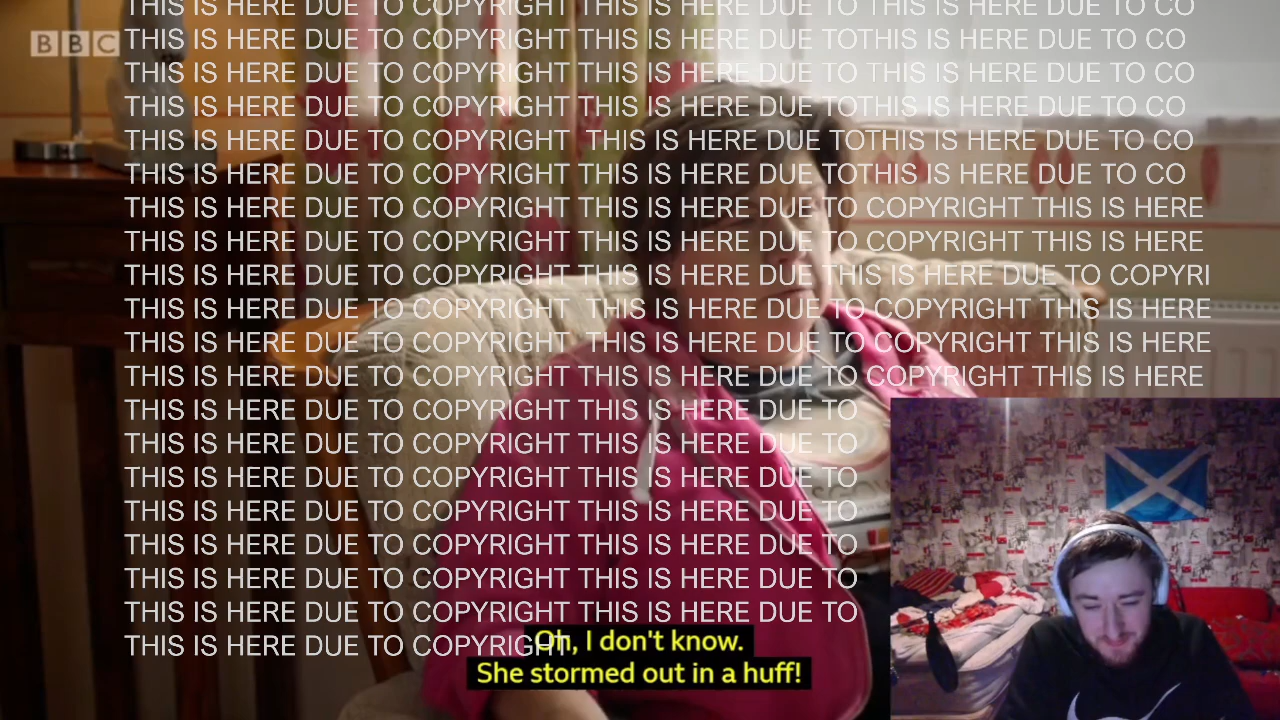 THIS IS HERE DUE TO COPYRIGHT THIS IS HERE DUE TO THIS IS HERE DUE TO CO
BBC
THIS IS HERE DUE TO COPYRIGHT THIS IS HERE DUE TOTHIS IS HERE DUE TO CO
THIS IS HERE DUE TO COPYRIGHT THIS IS HERE DUE TO THIS IS HERE DUE TO CO
THIS IS HERE DUE TO COPYRIGHT THIS IS HERE DUE TOTHIS IS HERE DUE TO CO
THIS IS HERE DUE TO COPYRIGHT THIS IS HERE DUE TOTHIS IS HERE DUE TO CO
THIS IS HERE DUE TO COPYRIGHT THIS IS HERE DUE TOTHIS IS HERE DUE TO CO
THIS IS HERE DUE TO COPYRIGHT THIS IS HERE DUE TO COPYRIGHT THIS IS HERE
THIS IS HERE DUE TO COPYRIGHT THIS IS HERE DUE TO COPYRIGHT THIS IS HERE
THIS IS HERE DUE TO COPYRIGHT THIS IS HERE DUE THIS IS HERE DUE TO COPYRI
THIS IS HERE DUE TO COPYRIGHT THIS IS HERE DUE TO COPYRIGHT THIS IS HERE
THIS IS HERE DUE TO COPYRIGHT THIS IS HERE DUE TO COPYRIGHT THIS IS HERE
THIS IS HERE DUE TO COPYRIGHT THIS IS HERE DUE TO COPYRIGHT THIS IS HERE
THIS IS HERE DUE TO COPYRIGHT THIS IS HERE DUE TO
THIS IS HERE DUE TO COPYRIGHT THIS IS HERE DUE TO
THIS IS HERE DUE TO COPYRIGHT THIS IS HERE DUE TO
THIS IS HERE DUE TO COPYRIGHT THIS IS HERE DUE TO
THIS IS HERE DUE TO COPYRIGHT THIS IS HERE DUE TO
THIS IS HERE DUE TO COPYRIGHT THIS IS HERE DUE TO
THIS IS HERE DUE TO COPYRIGHT THIS IS HERE DUE TO
THIS IS HERE DUE TO COPYRIGHT
Oh, I don't know.
She stormed out in a huff!